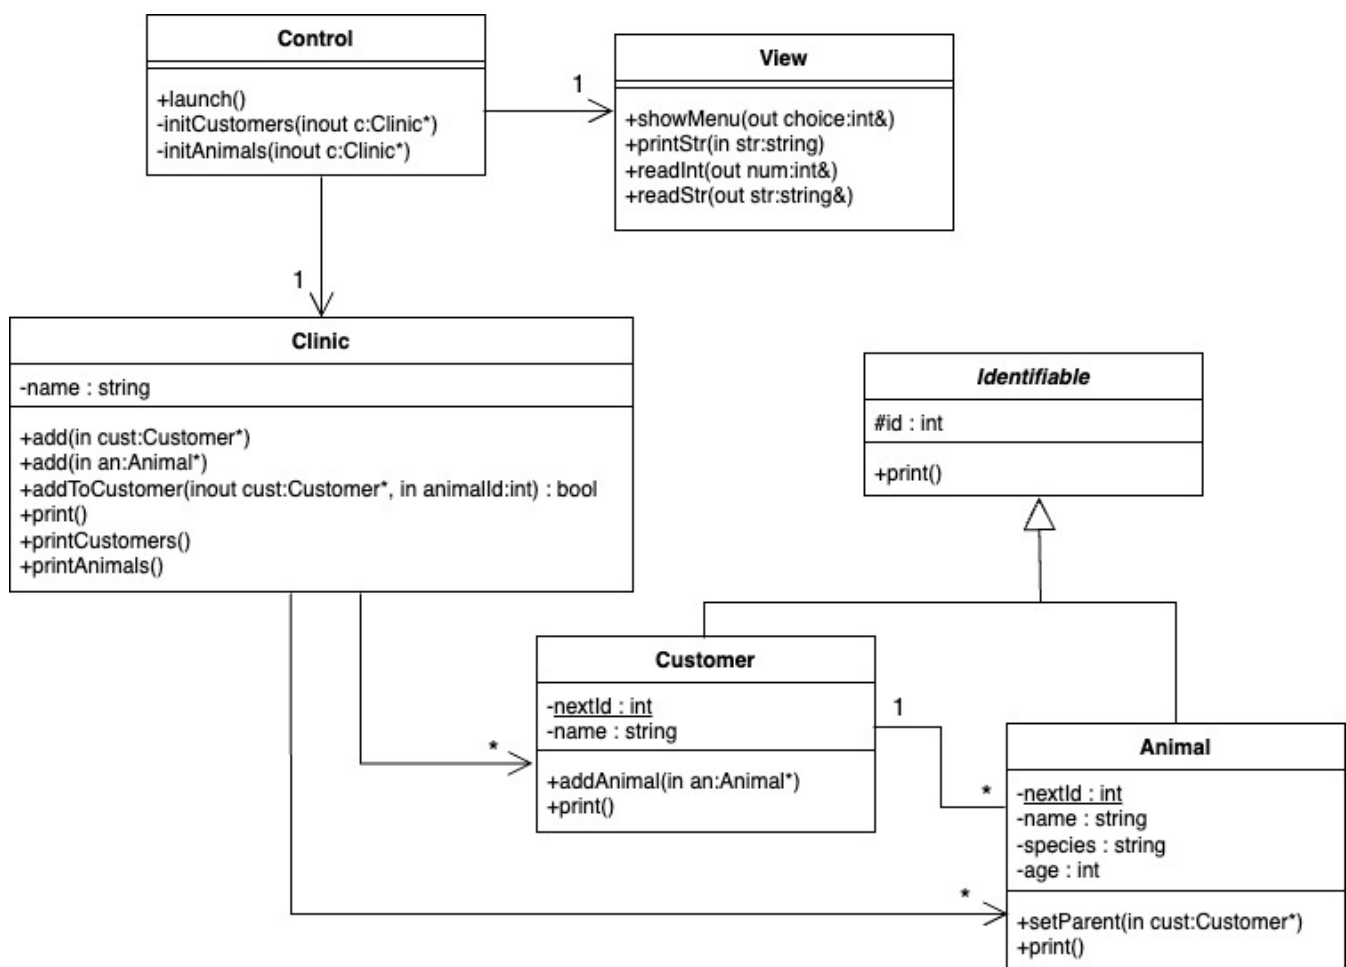 Control
+launch()
-initCustomers(inout c:Clinic*)
-initAnimals(inout c:Clinic*)
1
View
+showMenu(out choice:int&)
+printStr(in str:string)
+readInt(out num:int&)
+readStr(out str:string&)
1
Clinic
-name : string
+add(in cust:Customer*)
+add(in an:Animal*)
+addToCustomer(inout cust:Customer*, in animalId:int) : bool
+print()
+printCustomers()
+printAnimals()
Identifiable
#id : int
+print()
*
Customer
-nextId : int
-name : string
+addAnimal(in an:Animal*)
+print()
1
*
*
Animal
-nextId : int
-name : string
-species : string
-age : int
+setParent(in cust:Customer*)
+print()